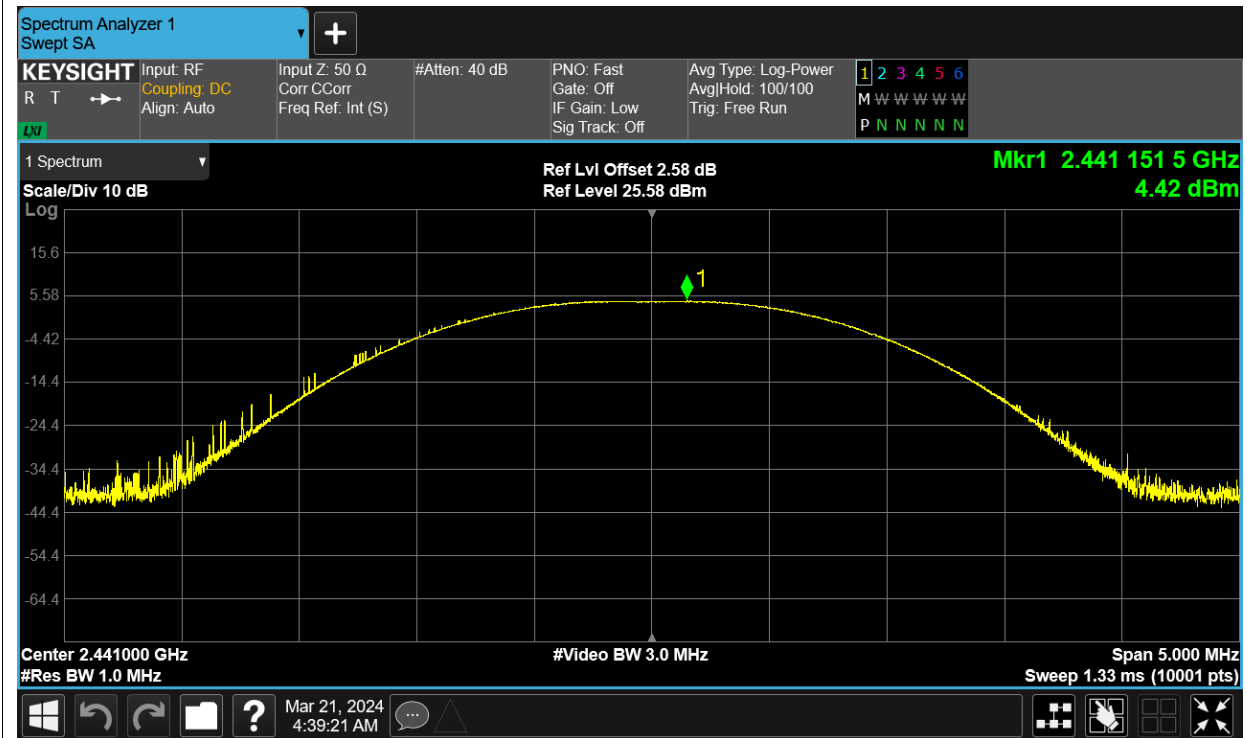 Spectrum Analyzer 1
Swept SA
KEYSIGHT
R T
LXI
Input: RF
Coupling: DC
Align: Auto
Input Z: 50 Ω
Corr CCorr
Freq Ref: Int (S)
#Atten: 40 dB
PNO: Fast
Gate: Off
IF Gain: Low
Sig Track: Off
Avg Type: Log-Power
Avg|Hold: 100/100
Trig: Free Run
1 2 3 4 5 6
M W W W W W
P N N N N N
1 Spectrum
Scale/Div 10 dB
Log
Ref Lvl Offset 2.58 dB
Ref Level 25.58 dBm
Mkr1 2.441 151 5 GHz
4.42 dBm
15.6
5.58
-4.42
-14.4
-24.4
-34.4
-44.4
-54.4
-64.4
1
Center 2.441000 GHz
#Res BW 1.0 MHz
#Video BW 3.0 MHz
Span 5.000 MHz
Sweep 1.33 ms (10001 pts)
?
Mar 21, 2024
4:39:21 AM